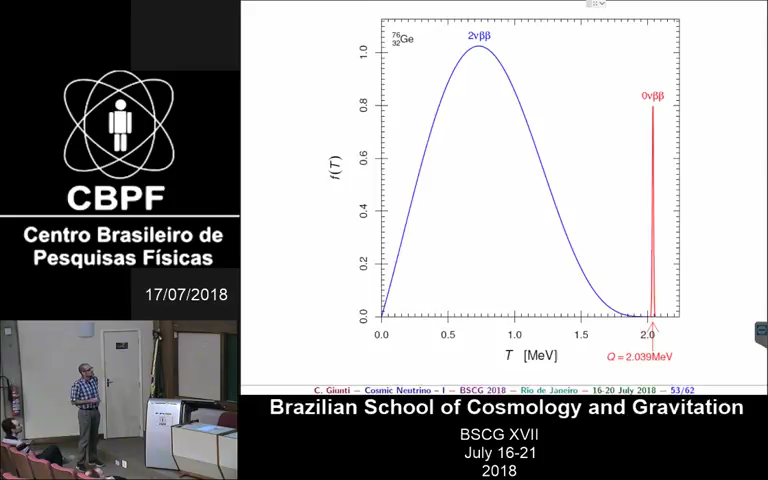 CBPF
Centro Brasileiro de
Pesquisas Físicas
17/07/2018
76
32Ge
2νββ
0νββ
f(T)
1.0
0.8
0.6
0.4
0.2
0.0
0.0 0.5 1.0 1.5 2.0
T [MeV]
Q = 2.039MeV
C. Giunti − Cosmic Neutrino − I − BSCG 2018 − Rio de Janeiro − 16-20 July 2018 − 53/62
Brazilian School of Cosmology and Gravitation
BSCG XVII
July 16-21
2018